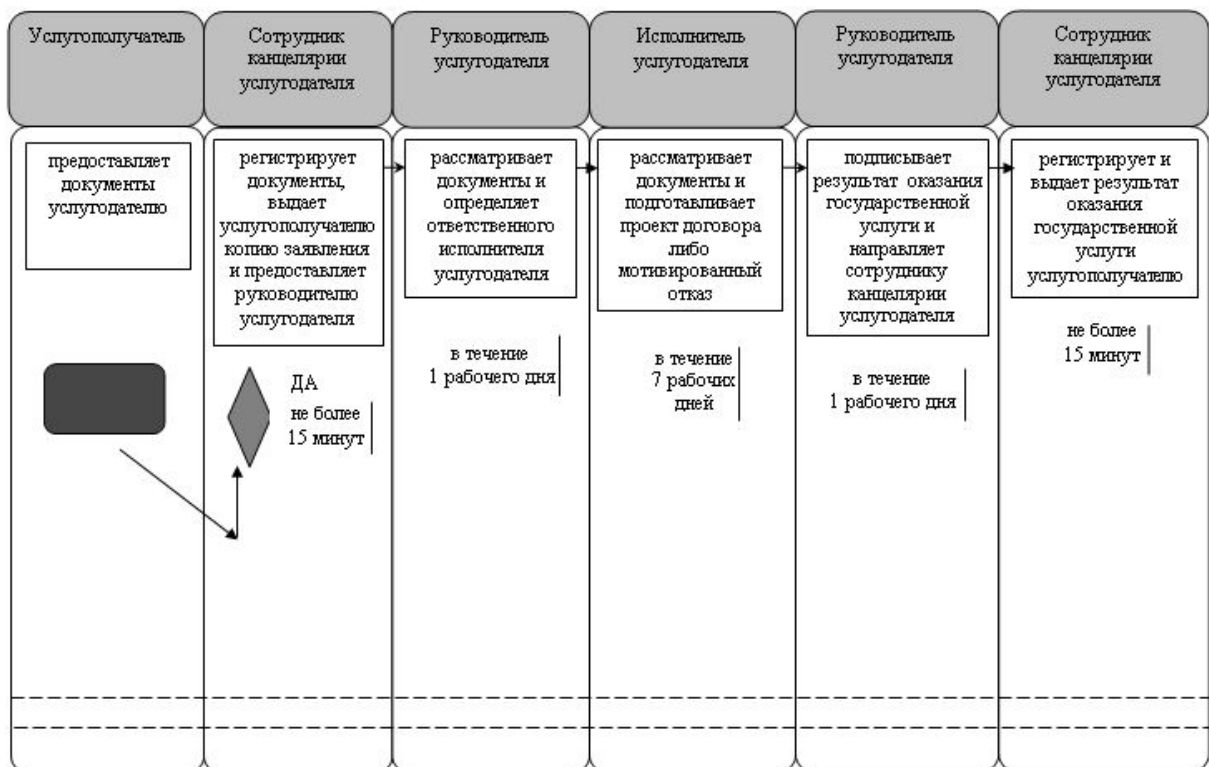 Услугополучатель
Сотрудник
канцелярии
услугодателя
Руководитель
услугодателя
Исполнитель
услугодателя
Руководитель
услугодателя
Сотрудник
канцелярии
услугодателя
предоставляет
документы
услугодателю
регистрирует
документы,
выдает
услугополучателю
копию заявления
и предоставляет
руководителю
услугодателя
рассматривает
документы и
определяет
ответственного
исполнителя
услугодателя
рассматривает
документы и
подготавливает
проект договора
либо
мотивированный
отказ
подписывает
результат оказания
государственной
услуги и
направляет
сотруднику
канцелярии
услугодателя
регистрирует и
выдает результат
оказания
государственной
услуги
услугополучателю
ДА
не более
15 минут
в течение
1 рабочего дня
в течение
7 рабочих
дней
в течение
1 рабочего дня
не более
15 минут